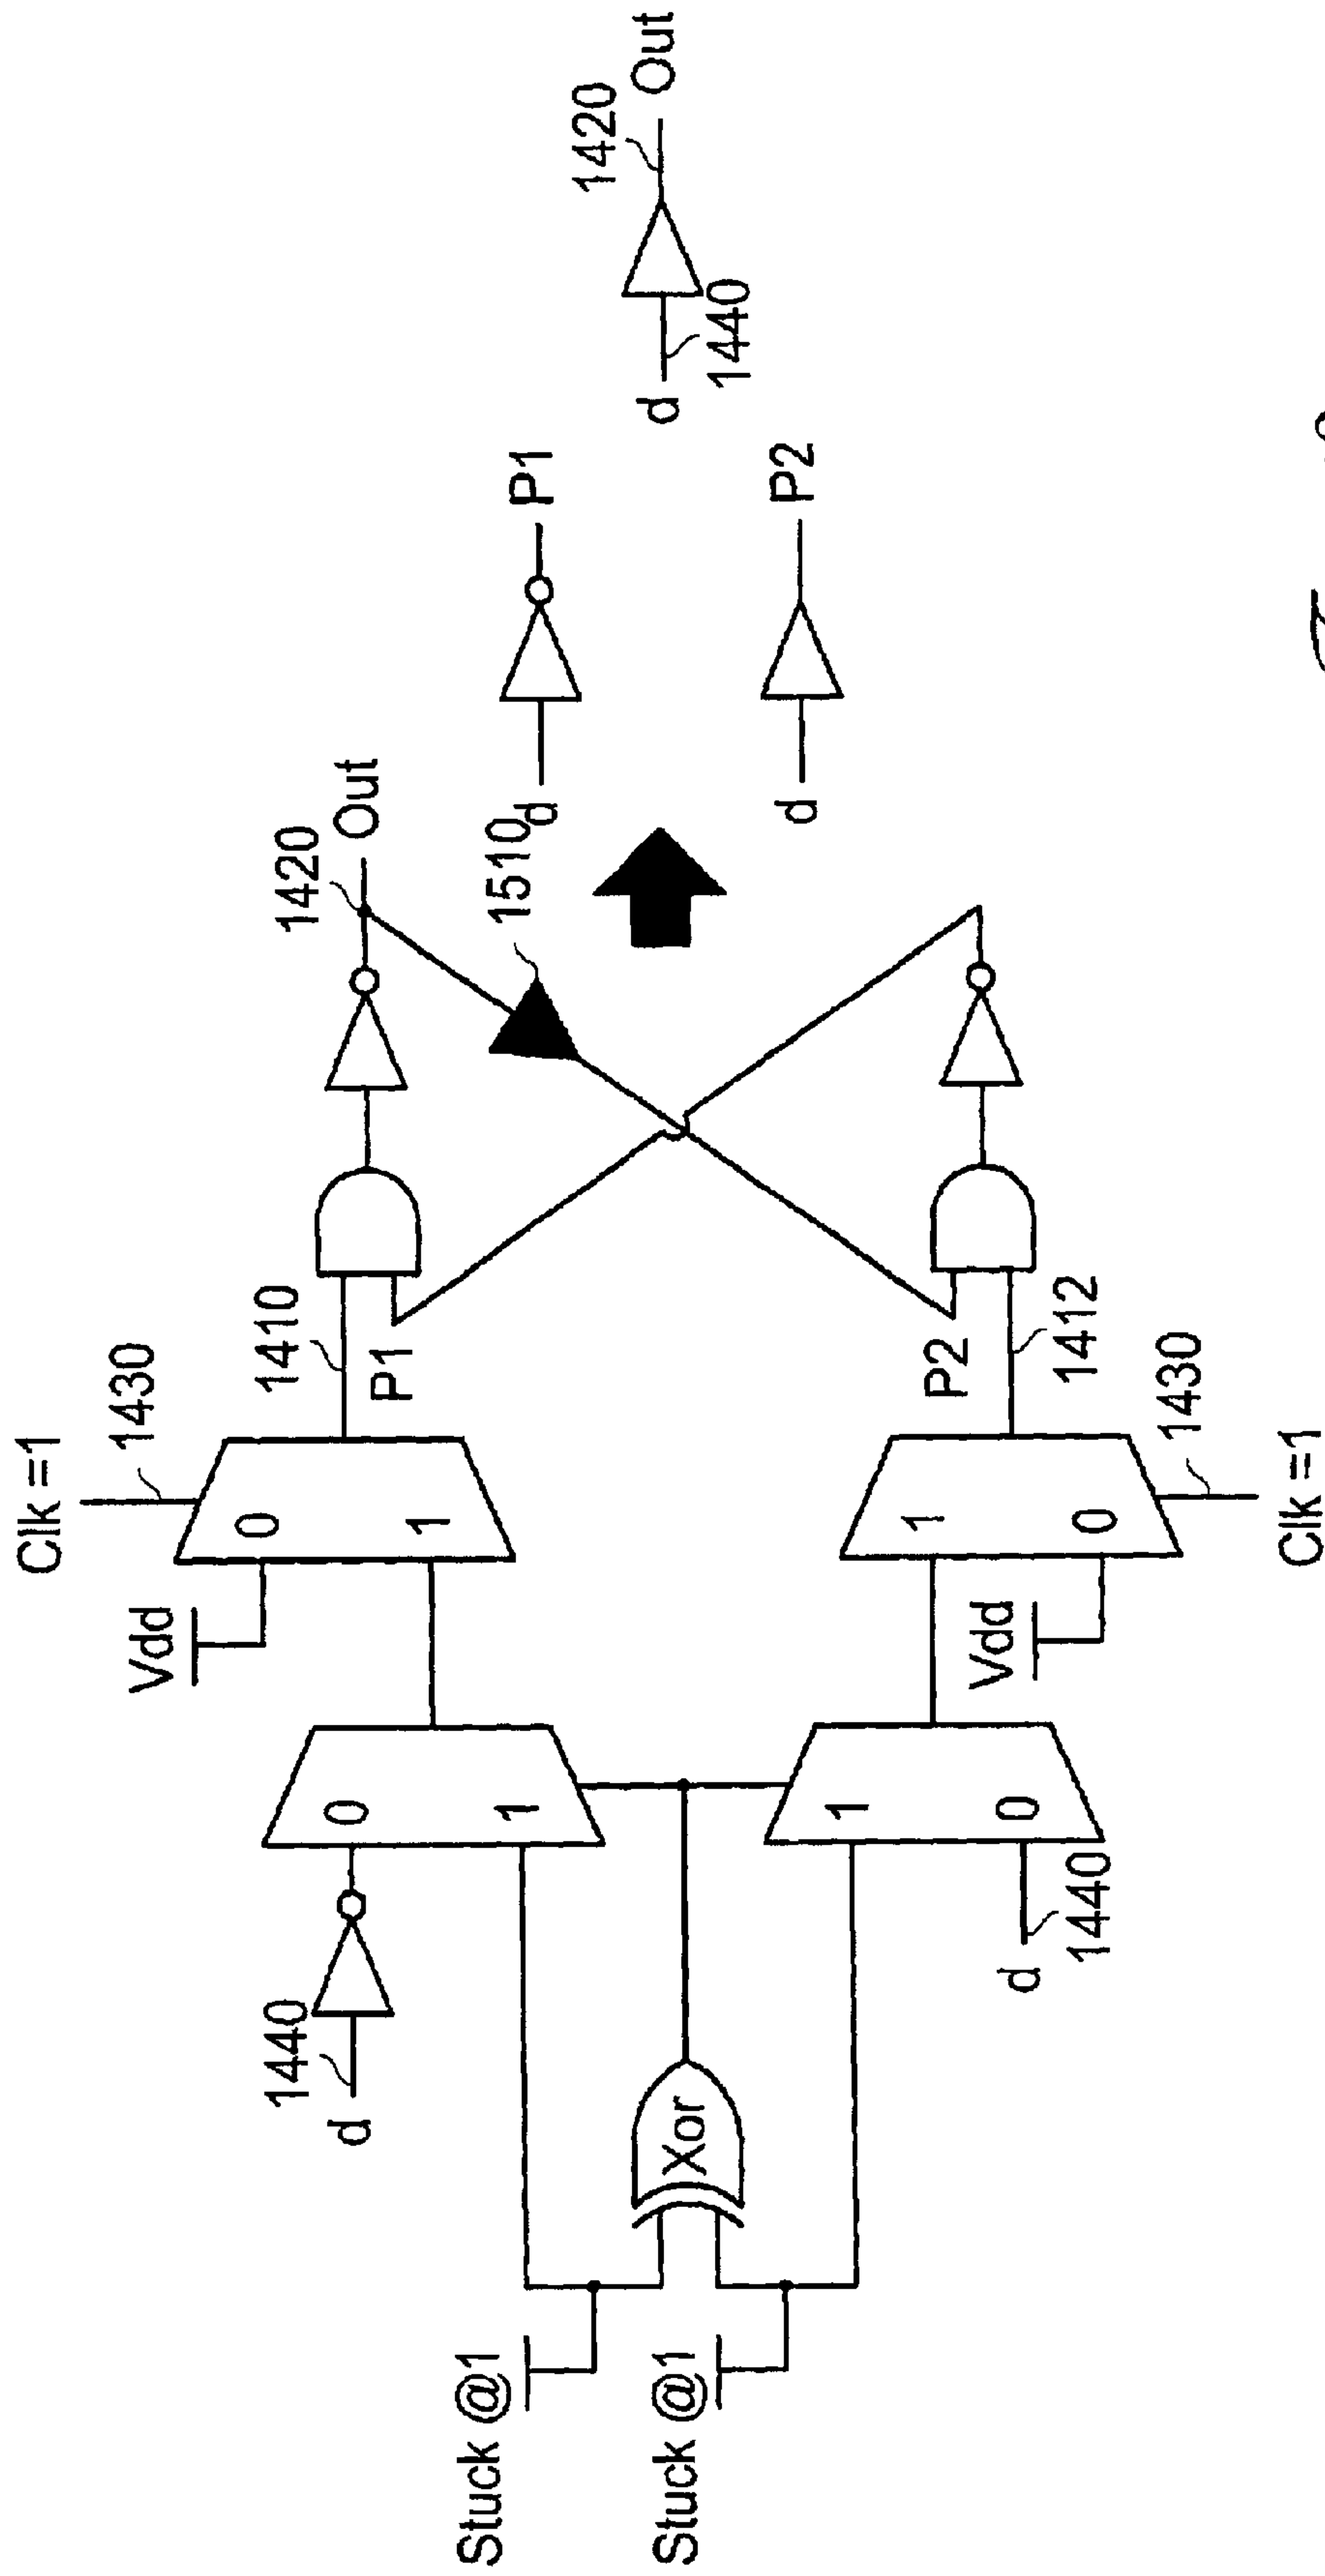 Stuck @1
Stuck @1
Xor
d
1440
d
1440
0
1
1
0
Vdd
Vdd
0
1
1
0
Clk =1
1430
Clk =1
1430
1410
P1
P2
1412
1420
Out
1510
d
P1
d
P2
d
1440
1420
Out